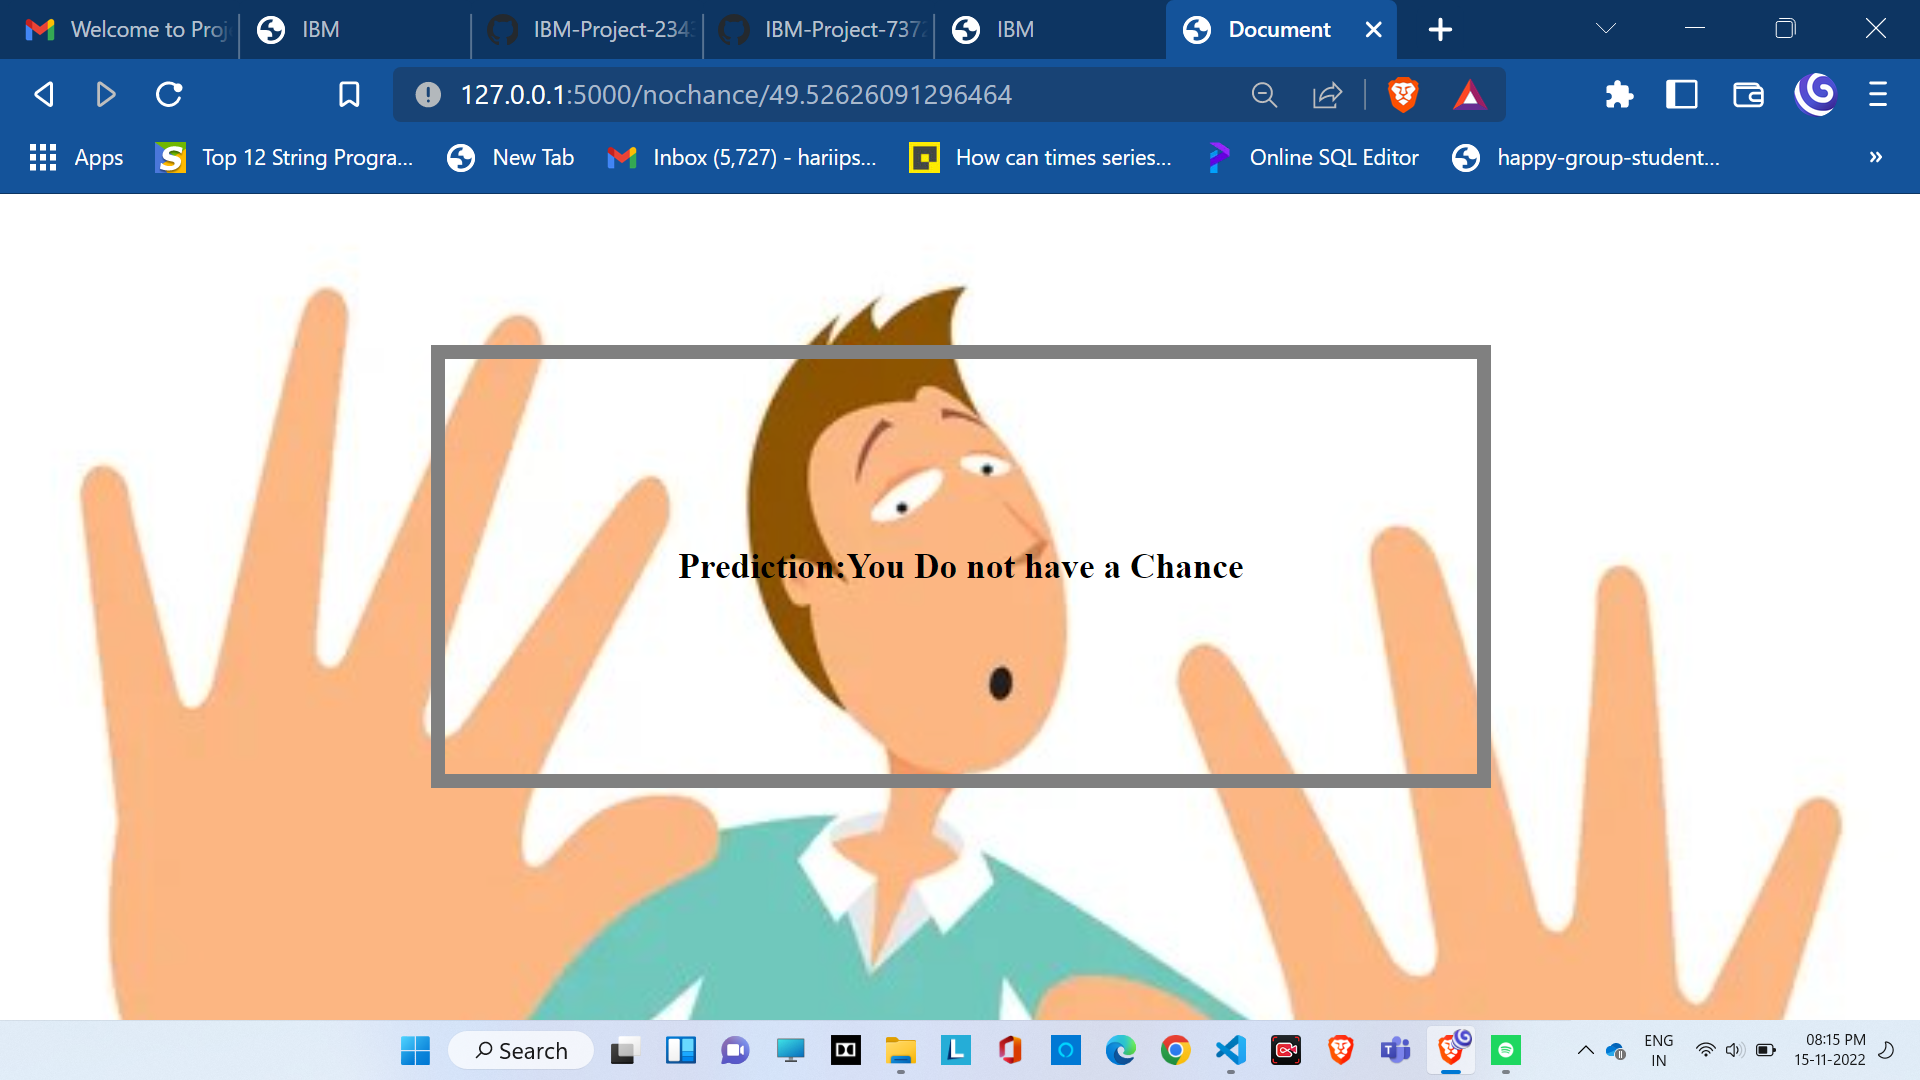 Welcome to Proj
IBM
IBM-Project-2343
IBM-Project-7372
IBM
Document
127.0.0.1:5000/nochance/49.52626091296464
Apps
Top 12 String Progra...
New Tab
Inbox (5,727) - hariips...
How can times series...
Online SQL Editor
happy-group-student...
»
Prediction:You Do not have a Chance
Search
ENG
IN
08:15 PM
15-11-2022